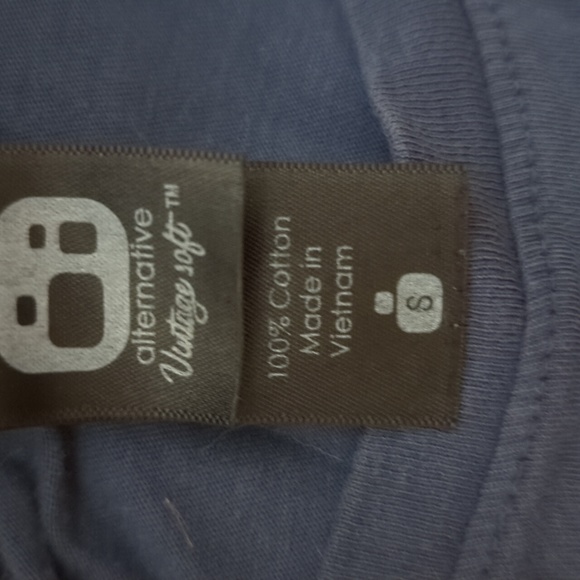 alternative
Vintage soft™
100% Cotton
Made in
Vietnam
S